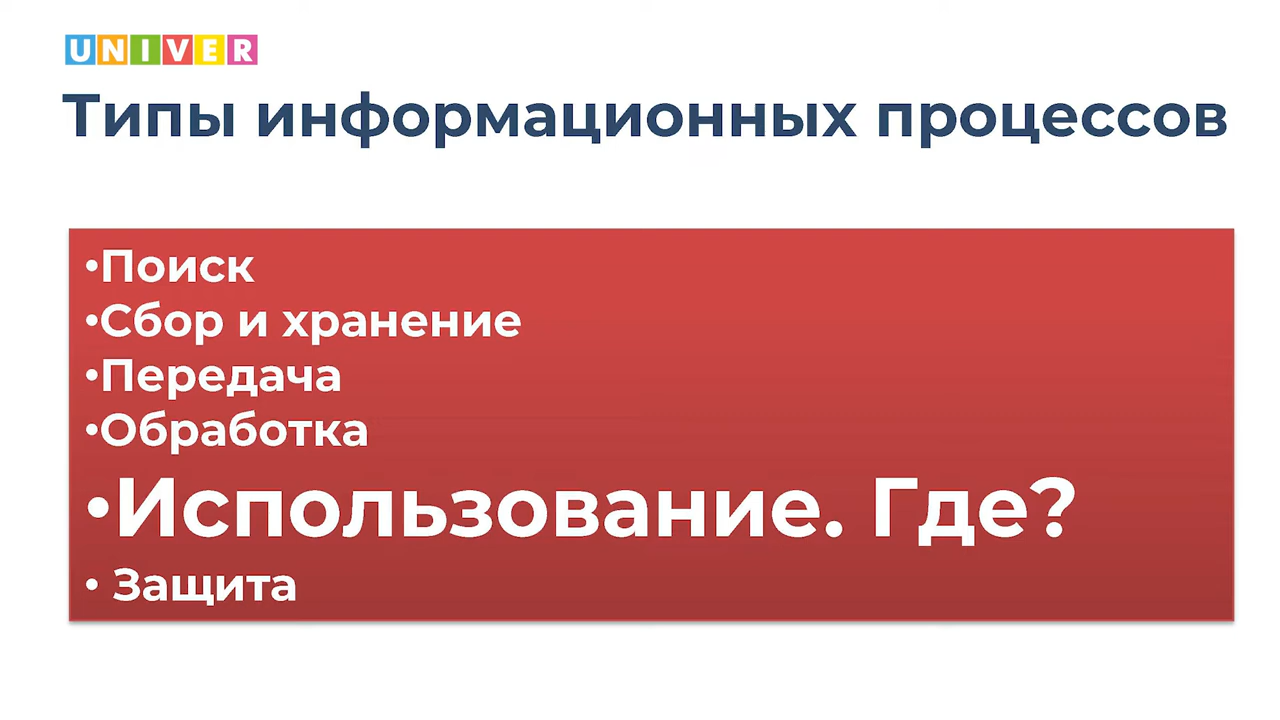 UNIVER
Типы информационных процессов
•Поиск
•Сбор и хранение
•Передача
•Обработка
•Использование. Где?
• Защита